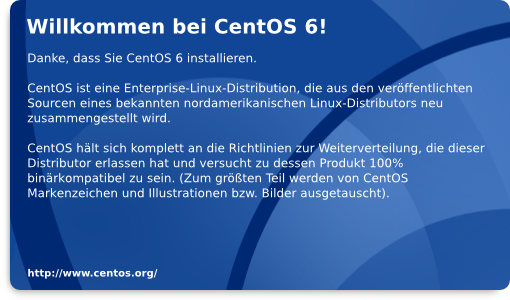 Willkommen bei CentOS 6!
Danke, dass Sie CentOS 6 installieren.
CentOS ist eine Enterprise-Linux-Distribution, die aus den veröffentlichten
Sourcen eines bekannten nordamerikanischen Linux-Distributors neu
zusammengestellt wird.
CentOS hält sich komplett an die Richtlinien zur Weiterverteilung, die dieser
Distributor erlassen hat und versucht zu dessen Produkt 100%
binärkompatibel zu sein. (Zum größten Teil werden von CentOS
Markenzeichen und Illustrationen bzw. Bilder ausgetauscht).
http://www.centos.org/